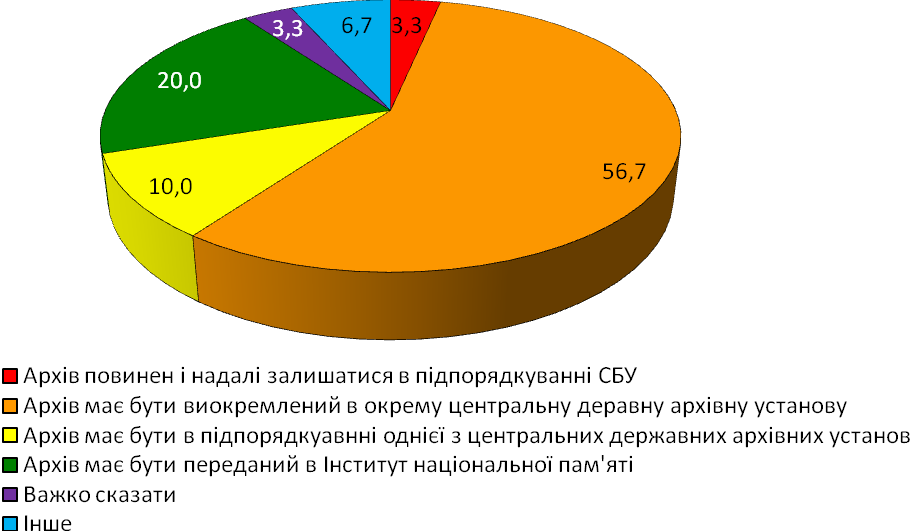 6,7
3,3
3,3
20,0
56,7
10,0
Архів повинен і надалі залишатися в підпорядкуванні СБУ
Архів має бути виокремлений в окрему центральну деравну архівну установу
Архів має бути в підпорядкуавнні однієї з центральних державних архівних установ
Архів має бути переданий в Інститут національної пам'яті
Важко сказати
Інше